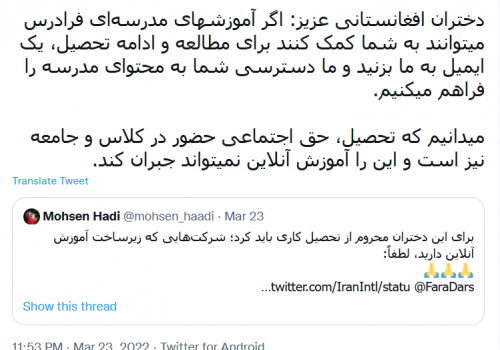 دختران افغانستانی عزیز: اگر آموزشهای مدرسه‌ای فرادرس
میتوانند به شما کمک کنند برای مطالعه و ادامه تحصیل، یک
ایمیل به ما بزنید و ما دسترسی شما به محتوای مدرسه را
فراهم میکنیم.
میدانیم که تحصیل، حق اجتماعی حضور در کلاس و جامعه
نیز است و این را آموزش آنلاین نمیتواند جبران کند.
Translate Tweet
Mohsen Hadi @mohsen_haadi · Mar 23
برای این دختران محروم از تحصیل کاری باید کرد؛ شرکت‌هایی که زیرساخت آموزش
آنلاین دارید، لطفاً:
🙏🙏🙏
...twitter.com/IranIntl/statu @FaraDars
Show this thread
11:53 PM · Mar 23, 2022 · Twitter for Android